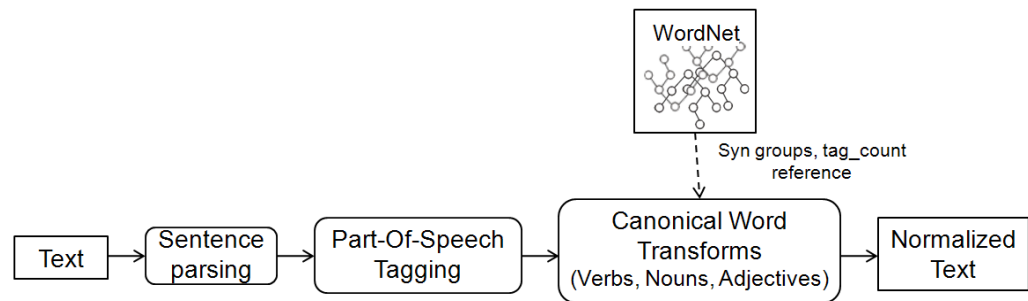 WordNet
Syn groups, tag_count
reference
Text
Sentence
parsing
Part-Of-Speech
Tagging
Canonical Word
Transforms
(Verbs, Nouns, Adjectives)
Normalized
Text